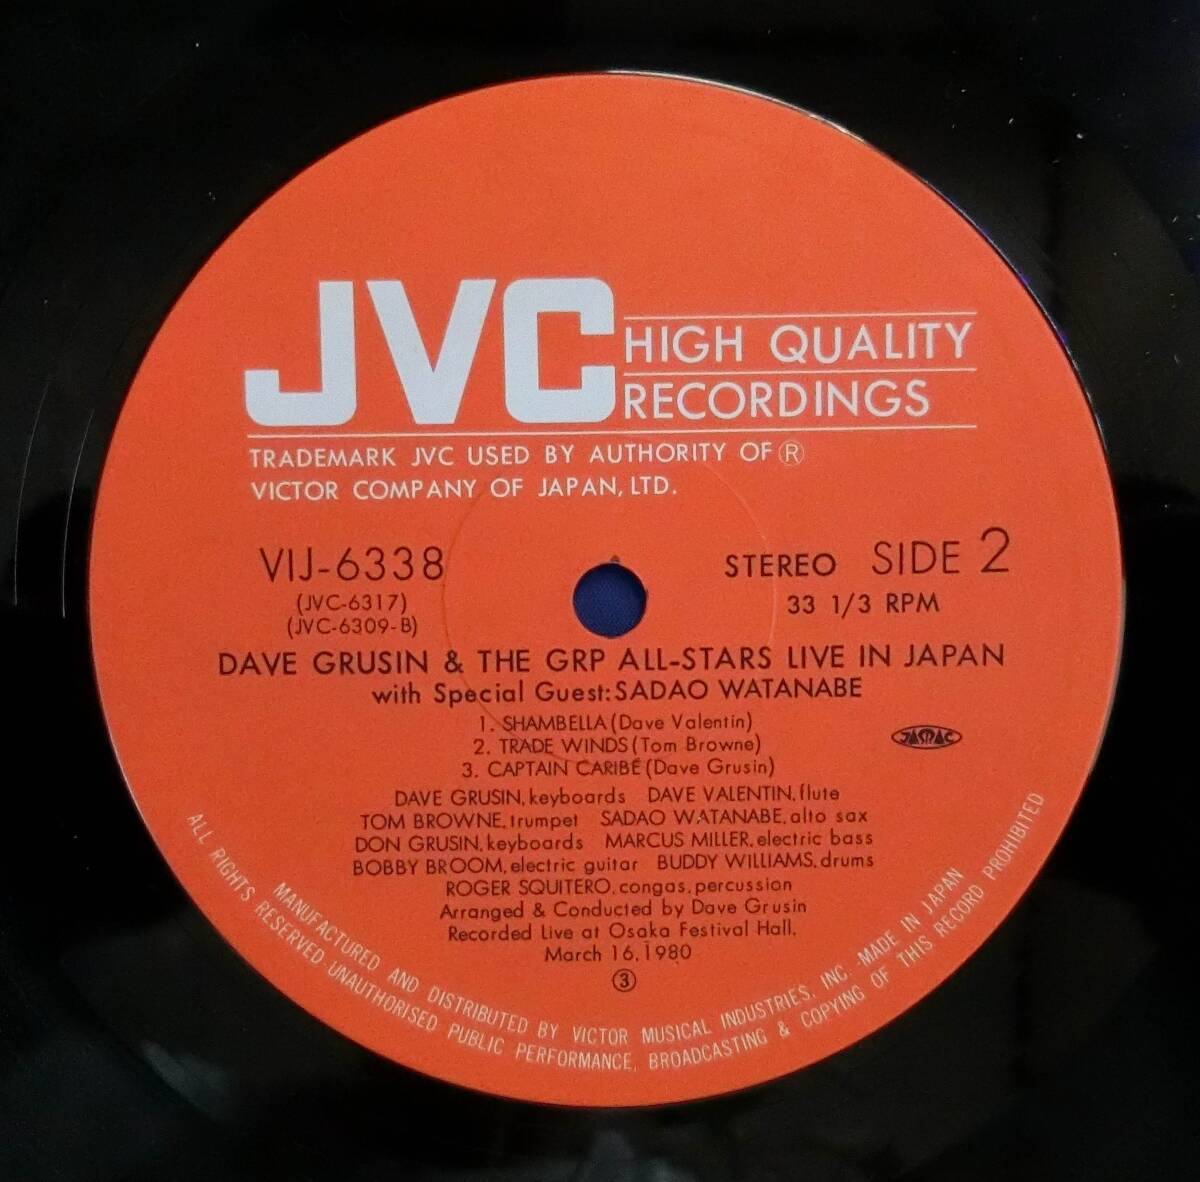 JVC HIGH QUALITY
RECORDINGS
TRADEMARK JVC USED BY AUTHORITY OF Ⓡ
VICTOR COMPANY OF JAPAN, LTD.
VIJ-6338 STEREO SIDE 2
(JVC-6317) 33 1/3 RPM
(JVC-6309-B)
DAVE GRUSIN & THE GRP ALL-STARS LIVE IN JAPAN
with Special Guest: SADAO WATANABE
1. SHAMBELLA (Dave Valentin)
2. TRADE WINDS (Tom Browne)
3. CAPTAIN CARIBÉ (Dave Grusin)
JASRAC
DAVE GRUSIN, keyboards DAVE VALENTIN, flute
TOM BROWNE, trumpet SADAO WATANABE, alto sax
DON GRUSIN, keyboards MARCUS MILLER, electric bass
BOBBY BROOM, electric guitar BUDDY WILLIAMS, drums
ROGER SQUITERO, congas, percussion
Arranged & Conducted by Dave Grusin
Recorded Live at Osaka Festival Hall,
March 16, 1980
③
MANUFACTURED AND DISTRIBUTED BY VICTOR MUSICAL INDUSTRIES, INC. -MADE IN JAPAN
ALL RIGHTS RESERVED UNAUTHORISED PUBLIC PERFORMANCE, BROADCASTING & COPYING OF THIS RECORD PROHIBITED